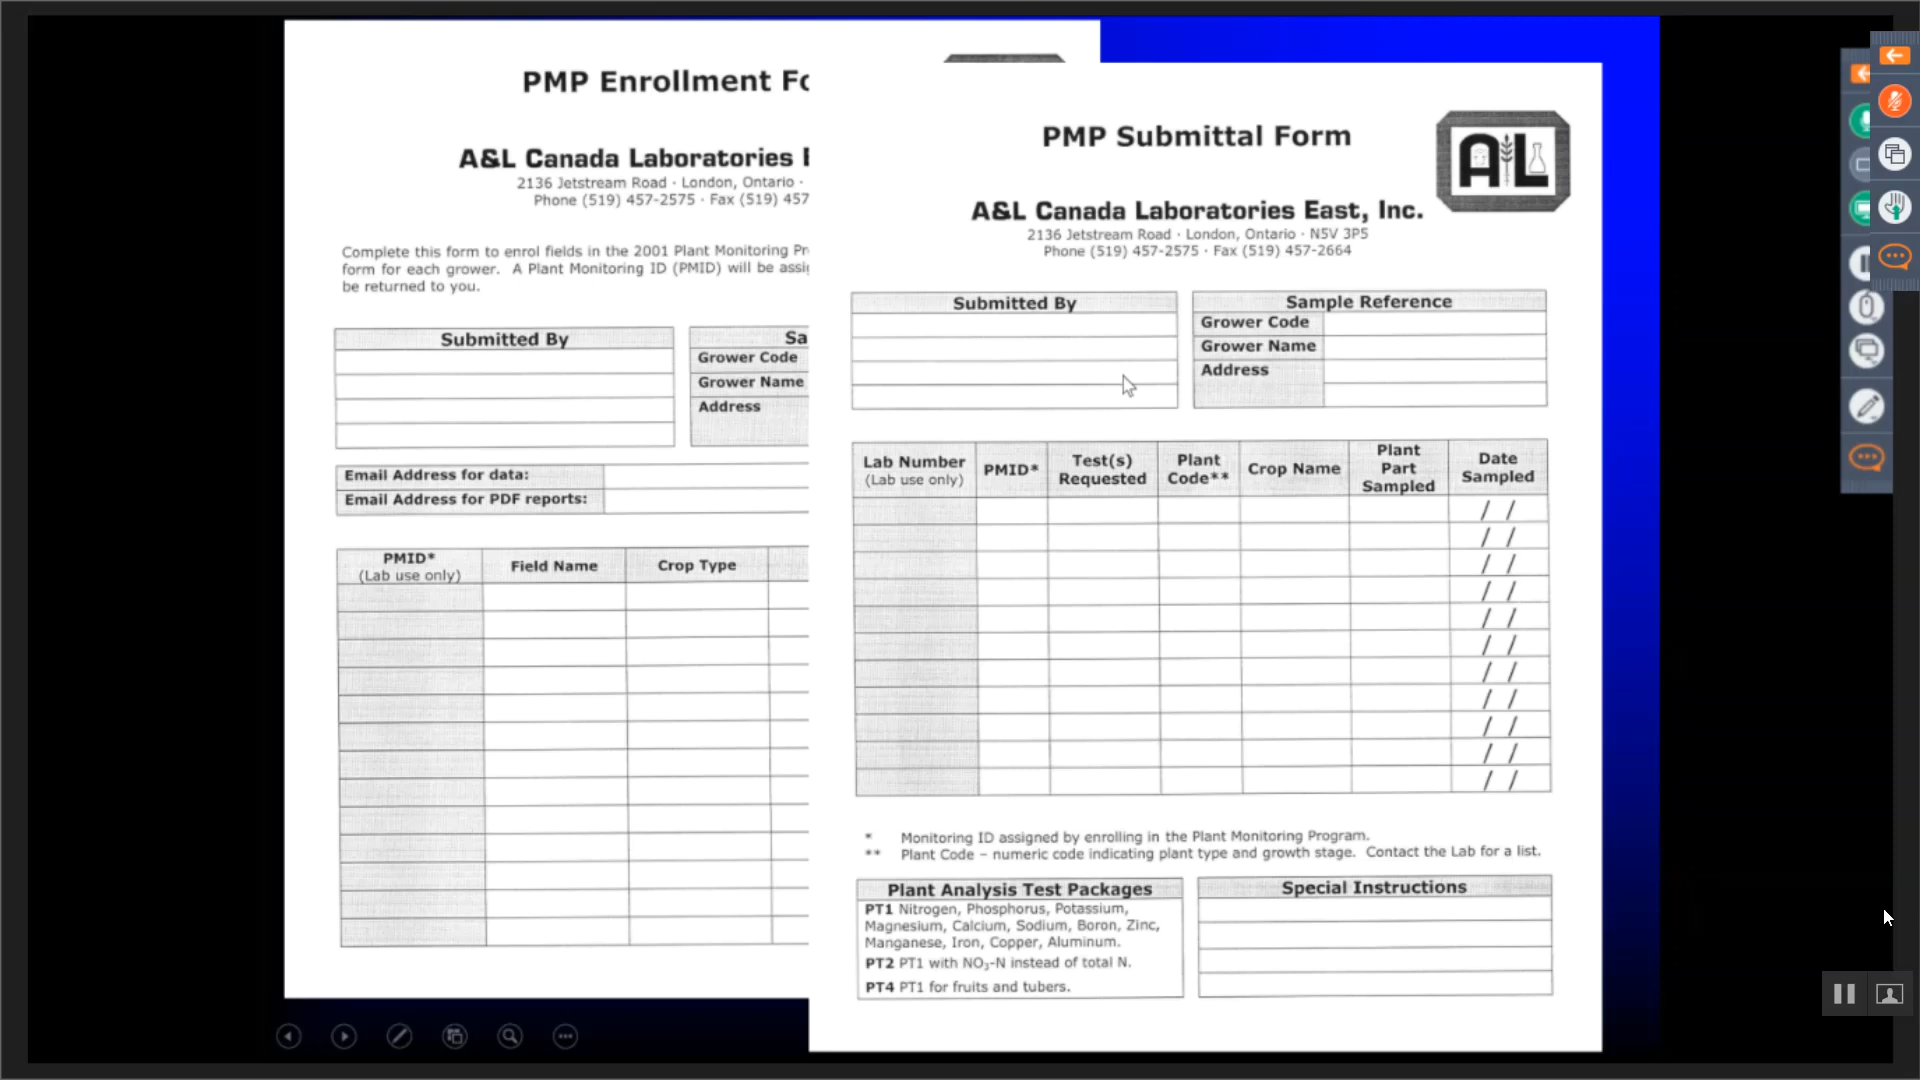 PMP Enrollment Fo
A&L Canada Laboratories E
2136 Jetstream Road · London, Ontario ·
Phone (519) 457-2575 · Fax (519) 457
Complete this form to enrol fields in the 2001 Plant Monitoring Pr
form for each grower. A Plant Monitoring ID (PMID) will be assig
be returned to you.
Submitted By
Sa
Grower Code
Grower Name
Address
Email Address for data:
Email Address for PDF reports:
PMID*
(Lab use only)
Field Name
Crop Type
PMP Submittal Form
A&L
A&L Canada Laboratories East, Inc.
2136 Jetstream Road · London, Ontario · N5V 3P5
Phone (519) 457-2575 · Fax (519) 457-2664
Submitted By
Sample Reference
Grower Code
Grower Name
Address
Lab Number
(Lab use only)
PMID*
Test(s)
Requested
Plant
Code**
Crop Name
Plant
Part
Sampled
Date
Sampled
/ /
/ /
/ /
/ /
/ /
/ /
/ /
/ /
/ /
/ /
/ /
* Monitoring ID assigned by enrolling in the Plant Monitoring Program.
** Plant Code – numeric code indicating plant type and growth stage. Contact the Lab for a list.
Plant Analysis Test Packages
PT1 Nitrogen, Phosphorus, Potassium,
Magnesium, Calcium, Sodium, Boron, Zinc,
Manganese, Iron, Copper, Aluminum.
PT2 PT1 with NO₃-N instead of total N.
PT4 PT1 for fruits and tubers.
Special Instructions